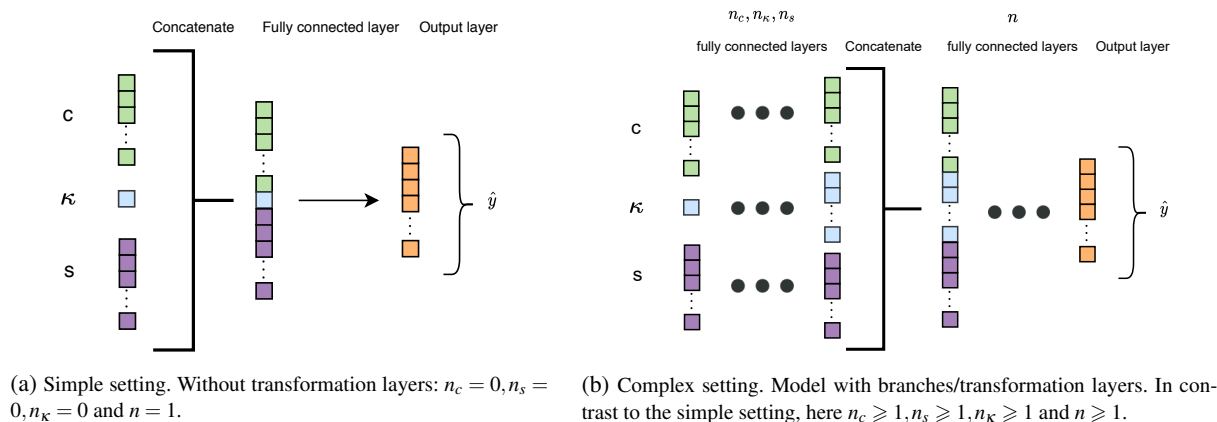 Concatenate Fully connected layer Output layer
c
κ
s
ŷ
n_c, n_κ, n_s n
fully connected layers Concatenate fully connected layers Output layer
c
κ
s
ŷ
(a) Simple setting. Without transformation layers: n_c = 0, n_s =
0, n_κ = 0 and n = 1.
(b) Complex setting. Model with branches/transformation layers. In con-
trast to the simple setting, here n_c ⩾ 1, n_s ⩾ 1, n_κ ⩾ 1 and n ⩾ 1.